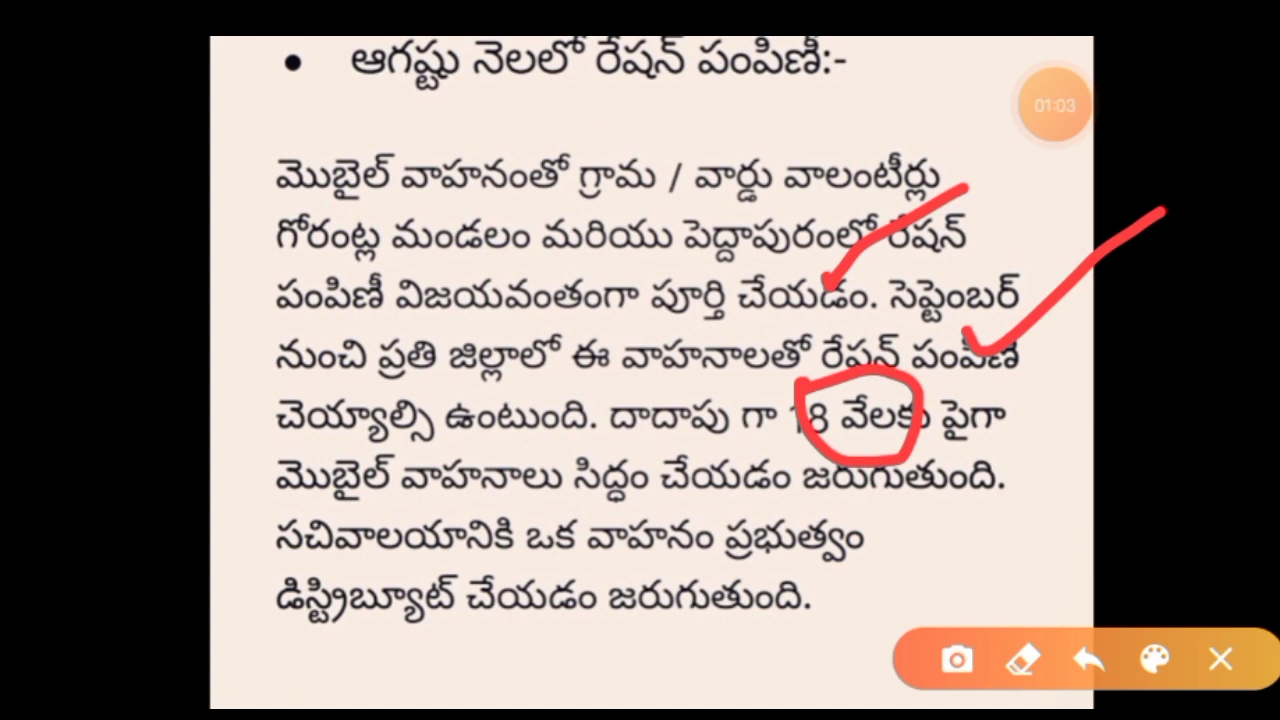 • ఆగష్టు నెలలో రేషన్ పంపిణీ:-
01:03
మొబైల్ వాహనంతో గ్రామ / వార్డు వాలంటీర్లు
గోరంట్ల మండలం మరియు పెద్దాపురంలో రేషన్
పంపిణీ విజయవంతంగా పూర్తి చేయడం. సెప్టెంబర్
నుంచి ప్రతి జిల్లాలో ఈ వాహనాలతో రేషన్ పంపిణీ
చెయ్యాల్సి ఉంటుంది. దాదాపు గా 18 వేలకు పైగా
మొబైల్ వాహనాలు సిద్ధం చేయడం జరుగుతుంది.
సచివాలయానికి ఒక వాహనం ప్రభుత్వం
డిస్ట్రిబ్యూట్ చేయడం జరుగుతుంది.